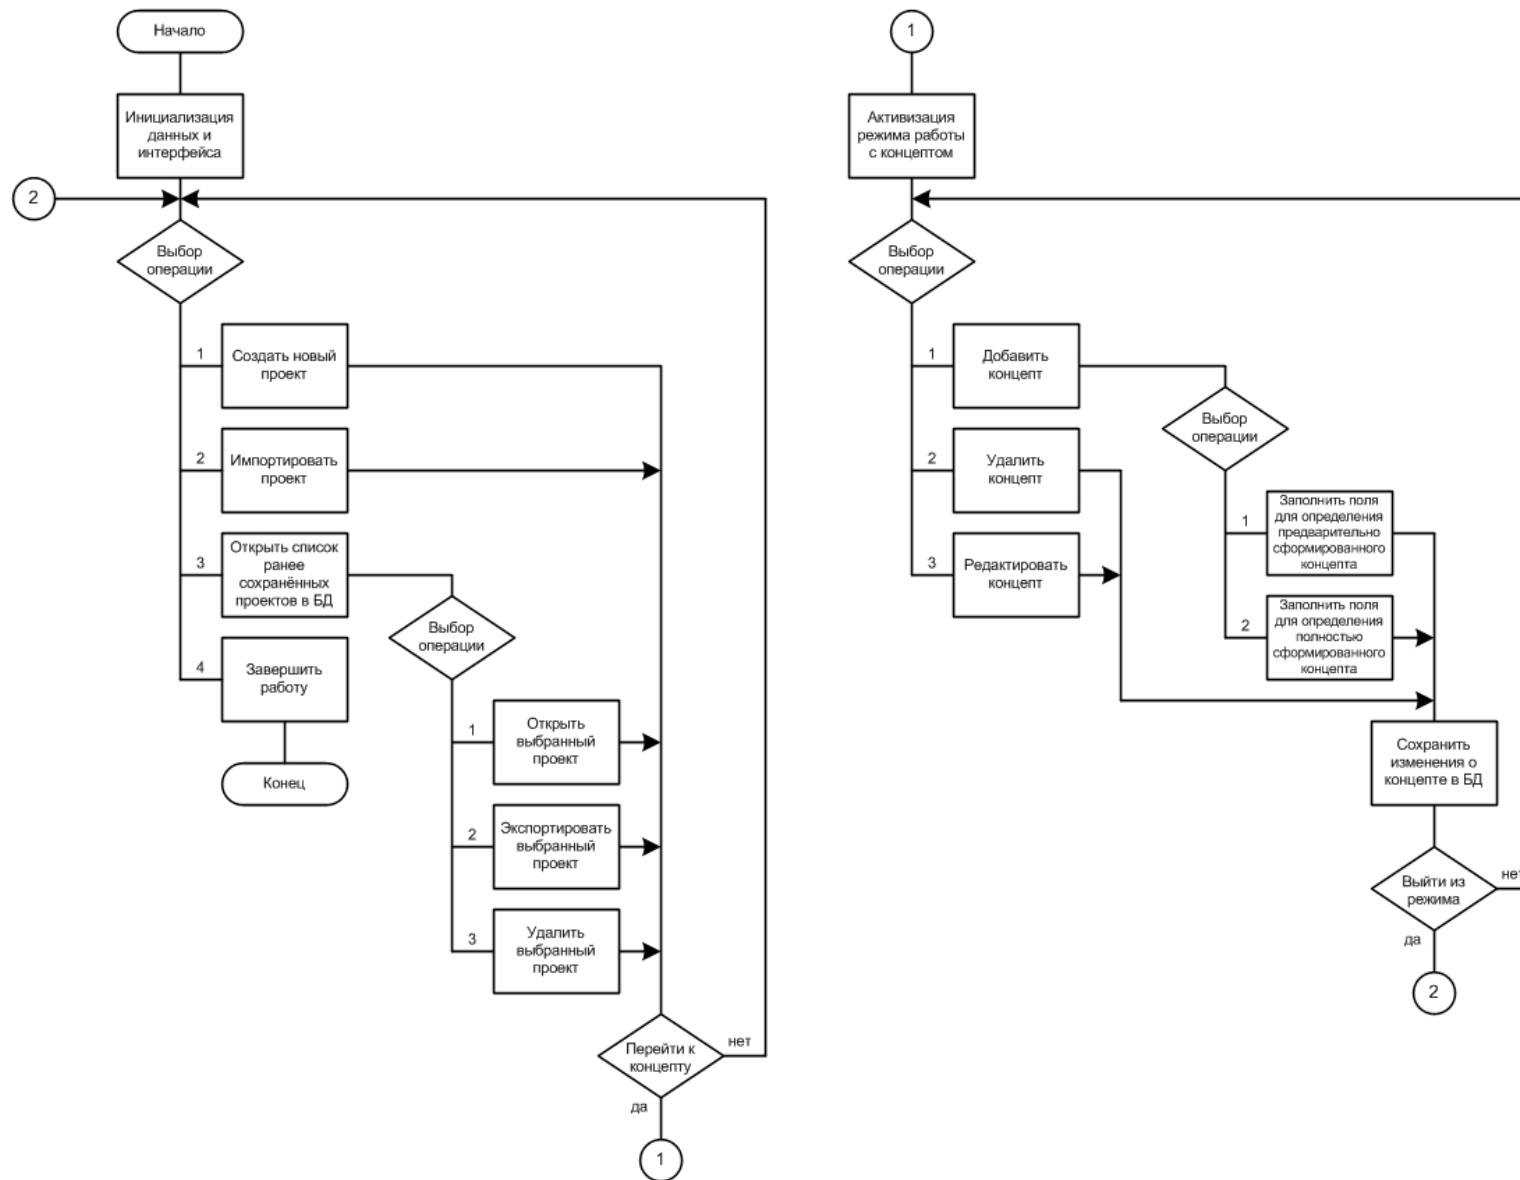 Начало
Инициализация
данных и
интерфейса
2
Выбор
операции
1
Создать новый
проект
2
Импортировать
проект
3
Открыть список
ранее
сохранённых
проектов в БД
4
Завершить
работу
Конец
Выбор
операции
1
Открыть
выбранный
проект
2
Экспортировать
выбранный
проект
3
Удалить
выбранный
проект
Перейти к
концепту
нет
да
1
1
Активизация
режима работы
с концептом
Выбор
операции
1
Добавить
концепт
2
Удалить
концепт
3
Редактировать
концепт
Выбор
операции
1
Заполнить поля
для определения
предварительно
сформированного
концепта
2
Заполнить поля
для определения
полностью
сформированного
концепта
Сохранить
изменения о
концепте в БД
Выйти из
режима
нет
да
2